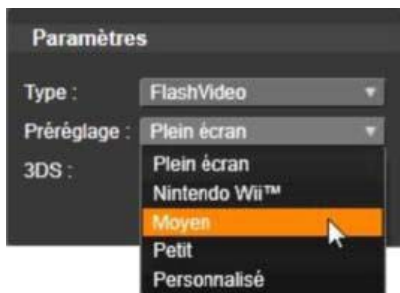 Paramètres
Type : FlashVideo
Préréglage : Plein écran
3DS : Plein écran
Nintendo Wii™
Moyen
Petit
Personnalisé